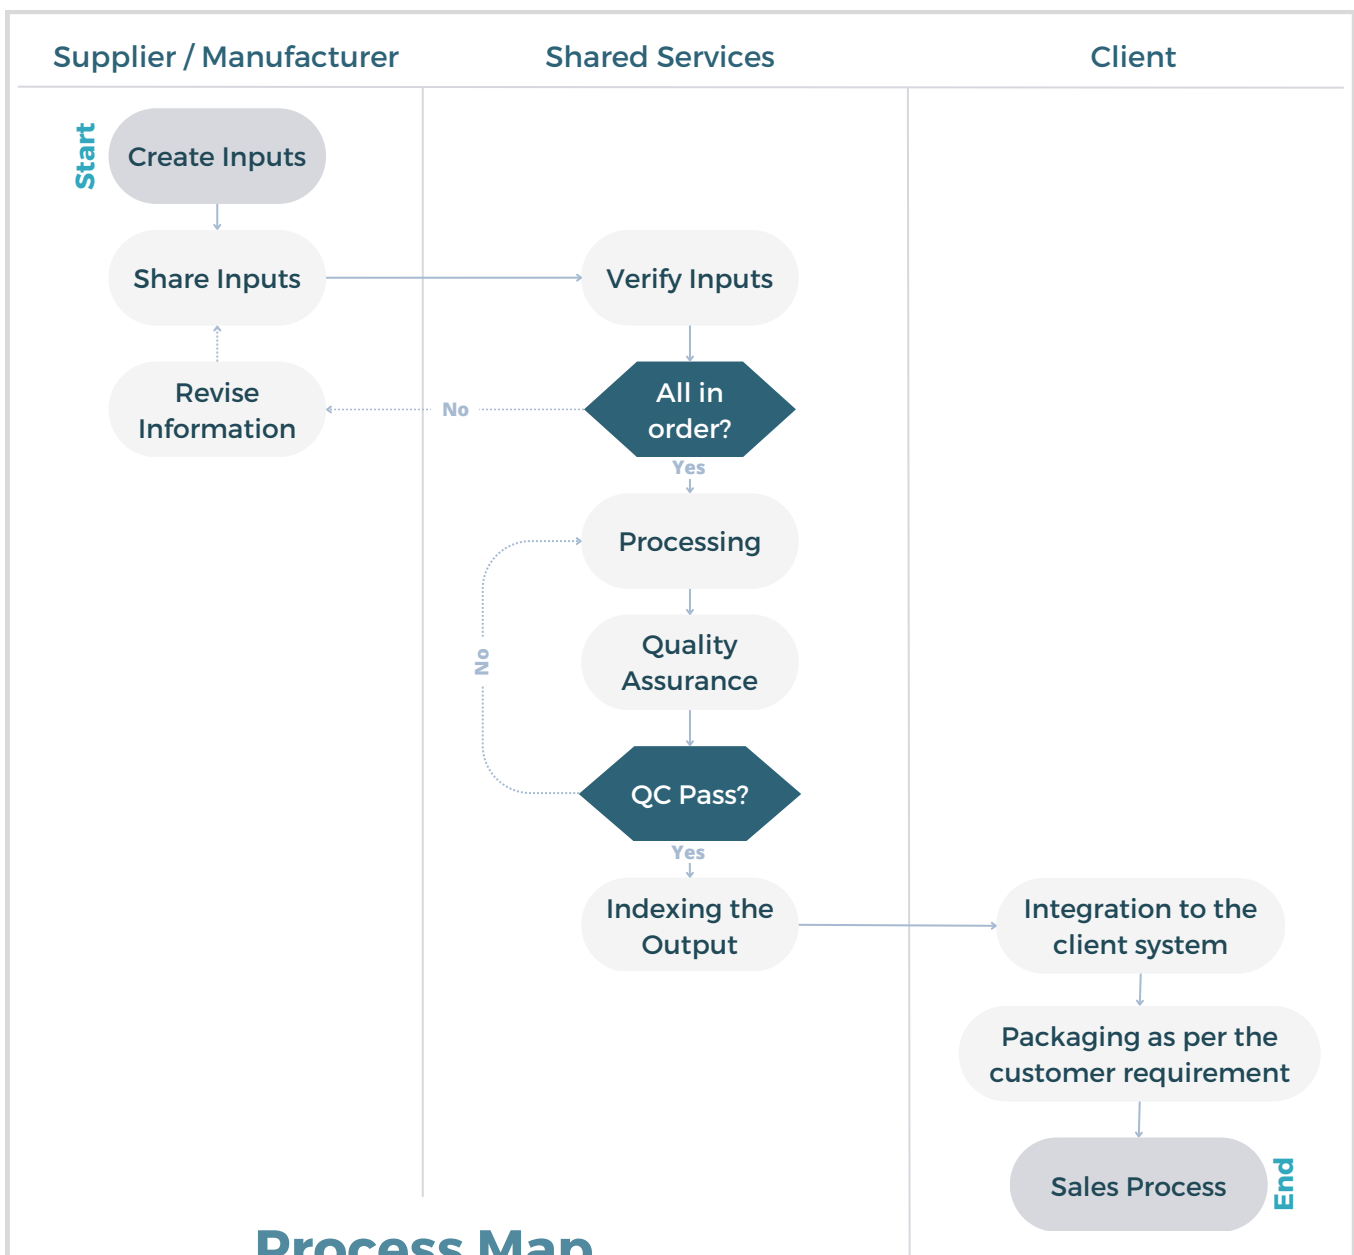 Supplier / Manufacturer
Shared Services
Client
Start
Create Inputs
Share Inputs
Verify Inputs
Revise
Information
No
All in
order?
Yes
Processing
No
Quality
Assurance
QC Pass?
Yes
Indexing the
Output
Integration to the
client system
Packaging as per the
customer requirement
Sales Process
End
Process Map